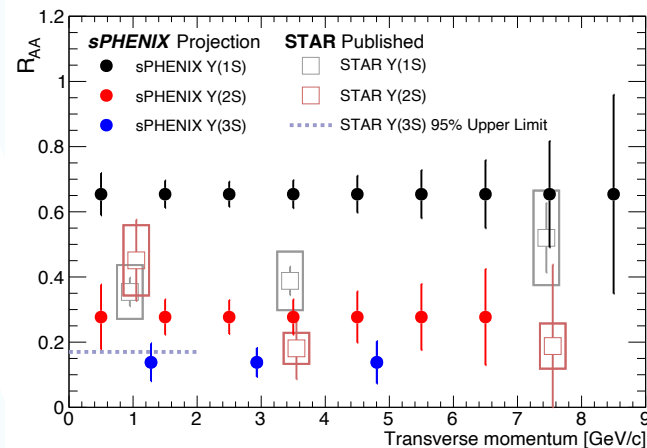 1.2
1
0.8
0.6
0.4
0.2
0
R_AA
sPHENIX Projection
sPHENIX Y(1S)
sPHENIX Y(2S)
sPHENIX Y(3S)
STAR Published
STAR Y(1S)
STAR Y(2S)
STAR Y(3S) 95% Upper Limit
0 1 2 3 4 5 6 7 8 9
Transverse momentum [GeV/c]